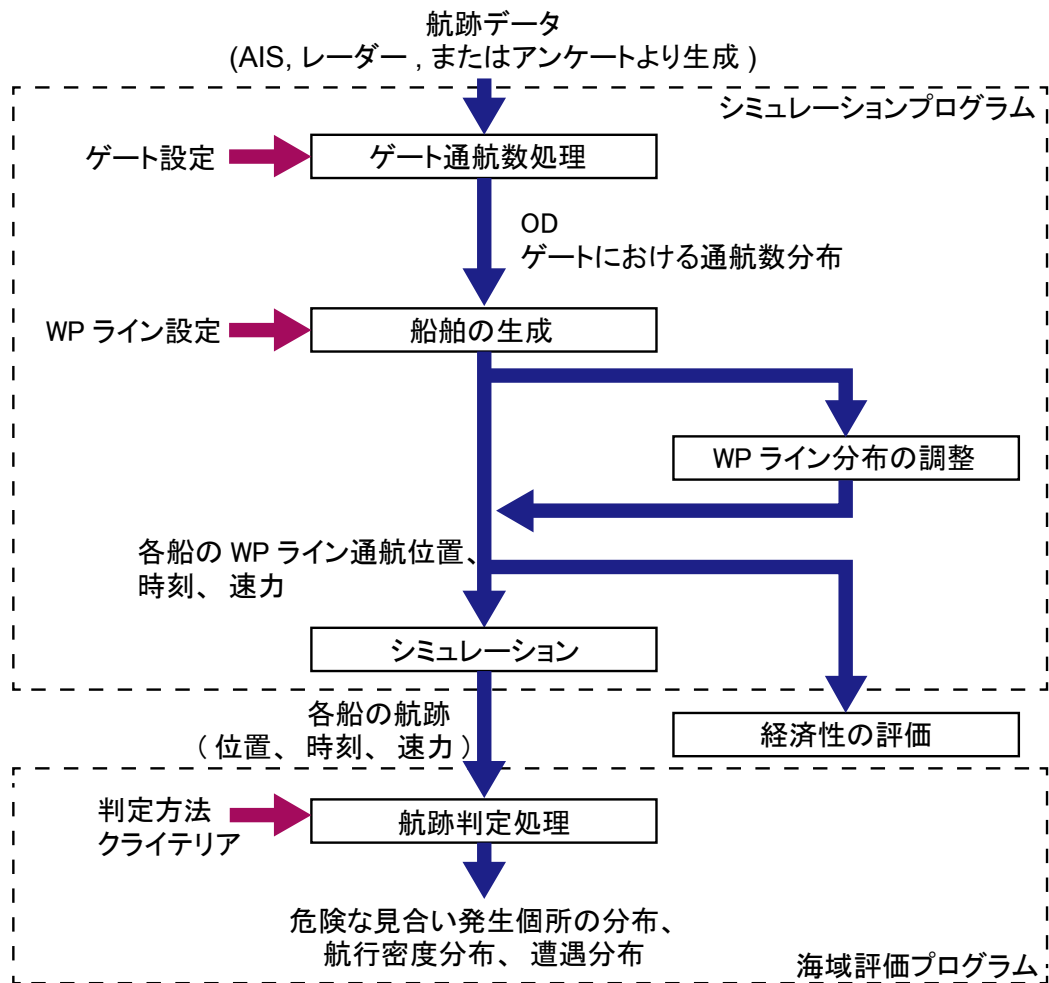 航跡データ
(AIS, レーダー , またはアンケートより生成 )
シミュレーションプログラム
ゲート設定
ゲート通航数処理
OD
ゲートにおける通航数分布
WP ライン設定
船舶の生成
WP ライン分布の調整
各船の WP ライン通航位置、
時刻、 速力
シミュレーション
各船の航跡
( 位置、 時刻、 速力 )
経済性の評価
判定方法
クライテリア
航跡判定処理
危険な見合い発生個所の分布、
航行密度分布、 遭遇分布
海域評価プログラム